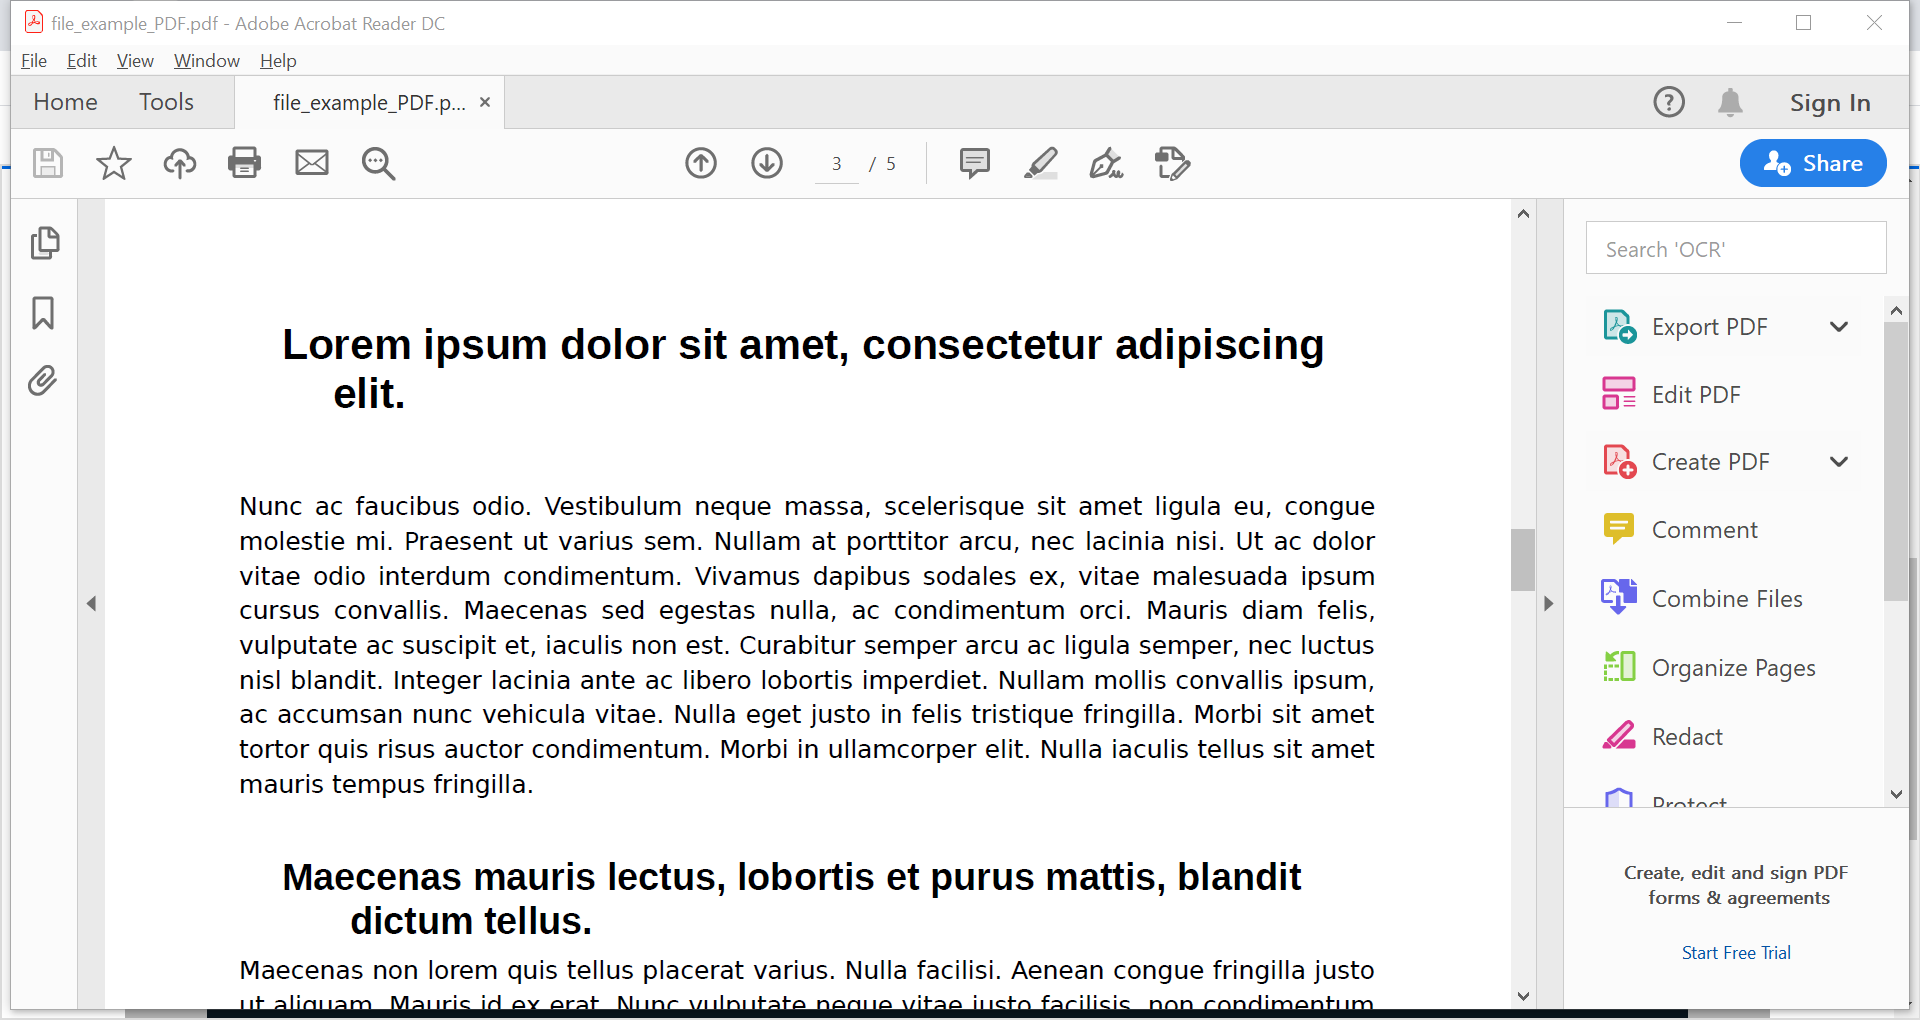 file_example_PDF.pdf - Adobe Acrobat Reader DC
File Edit View Window Help
Home Tools file_example_PDF.p... × Sign In
3 / 5 Share
Lorem ipsum dolor sit amet, consectetur adipiscing
elit.
Nunc ac faucibus odio. Vestibulum neque massa, scelerisque sit amet ligula eu, congue
molestie mi. Praesent ut varius sem. Nullam at porttitor arcu, nec lacinia nisi. Ut ac dolor
vitae odio interdum condimentum. Vivamus dapibus sodales ex, vitae malesuada ipsum
cursus convallis. Maecenas sed egestas nulla, ac condimentum orci. Mauris diam felis,
vulputate ac suscipit et, iaculis non est. Curabitur semper arcu ac ligula semper, nec luctus
nisl blandit. Integer lacinia ante ac libero lobortis imperdiet. Nullam mollis convallis ipsum,
ac accumsan nunc vehicula vitae. Nulla eget justo in felis tristique fringilla. Morbi sit amet
tortor quis risus auctor condimentum. Morbi in ullamcorper elit. Nulla iaculis tellus sit amet
mauris tempus fringilla.
Maecenas mauris lectus, lobortis et purus mattis, blandit
dictum tellus.
Maecenas non lorem quis tellus placerat varius. Nulla facilisi. Aenean congue fringilla justo
ut aliquam. Mauris id ex erat. Nunc vulputate neque vitae justo facilisis, non condimentum
Search 'OCR'
Export PDF
Edit PDF
Create PDF
Comment
Combine Files
Organize Pages
Redact
Protect
Create, edit and sign PDF
forms & agreements
Start Free Trial